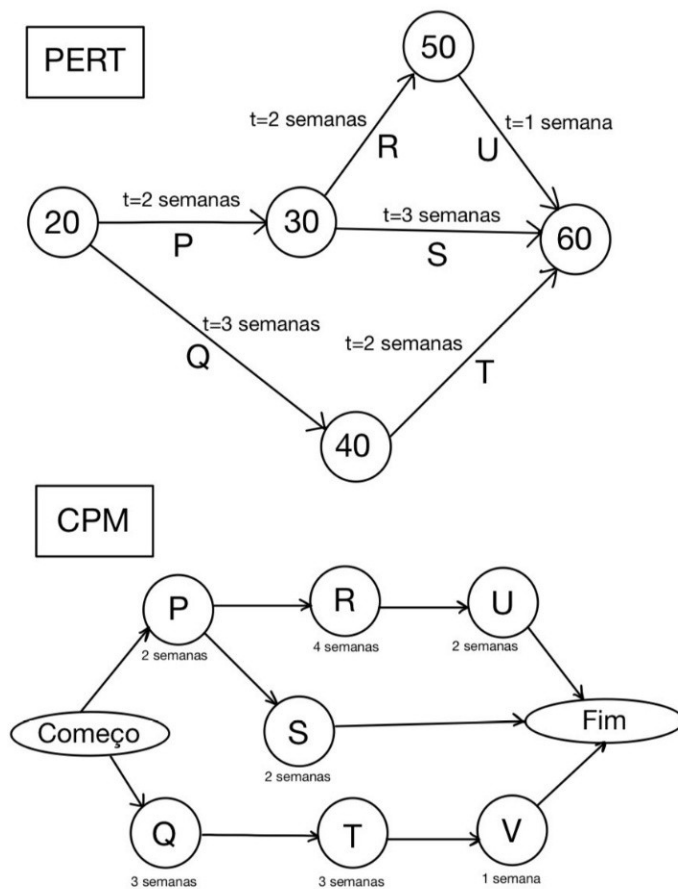 PERT
50
t=2 semanas
t=1 semana
R
U
t=2 semanas
20
30
t=3 semanas
60
P
S
t=3 semanas
Q
t=2 semanas
T
40
CPM
P
R
U
2 semanas
4 semanas
2 semanas
Começo
S
Fim
2 semanas
Q
T
V
3 semanas
3 semanas
1 semana